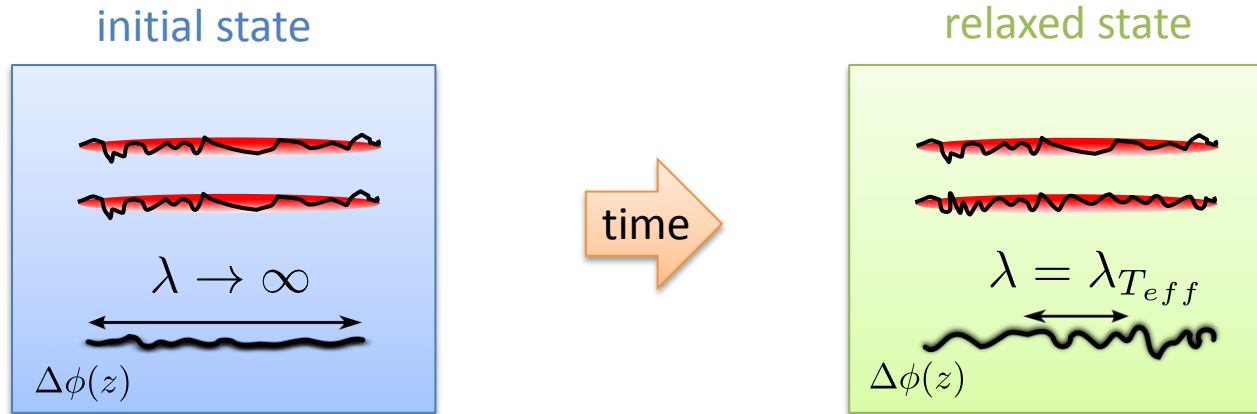 initial state
relaxed state
time
λ → ∞
λ = λ_{T_{eff}}
Δϕ(z)
Δϕ(z)